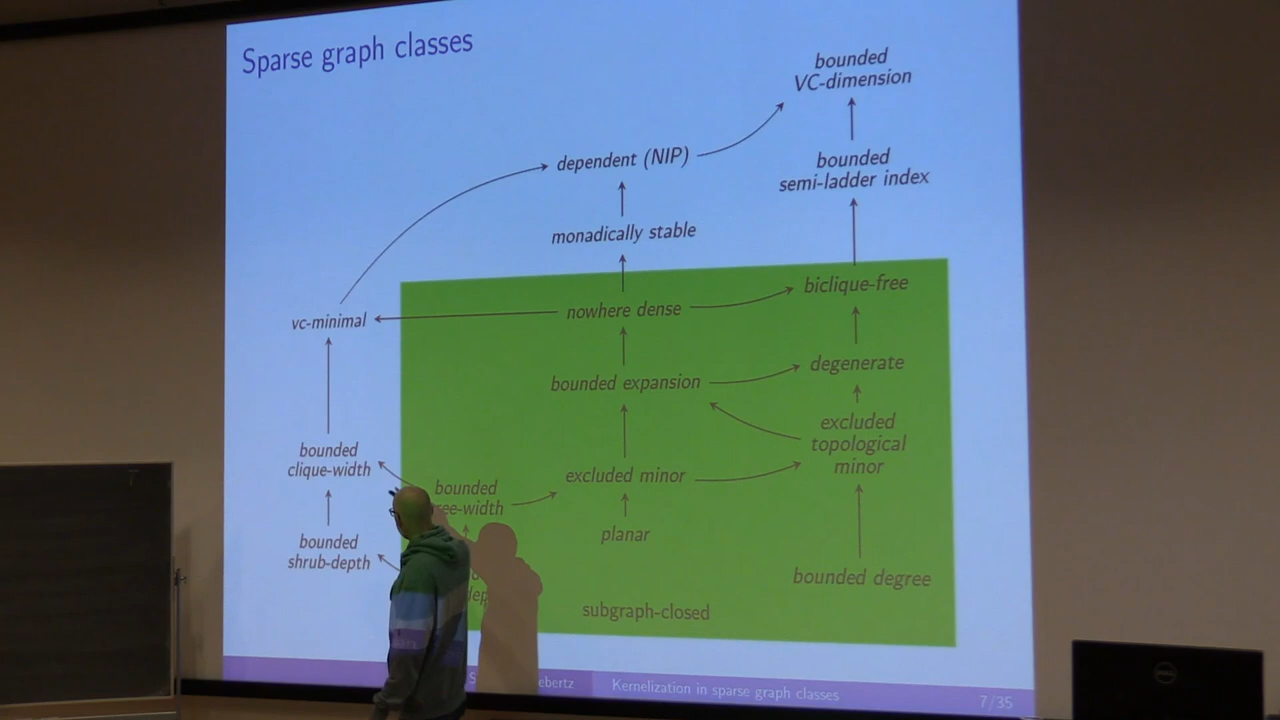 Sparse graph classes
bounded
VC-dimension
dependent (NIP)
bounded
semi-ladder index
monadically stable
biclique-free
nowhere dense
vc-minimal
degenerate
bounded expansion
excluded
topological
minor
bounded
clique-width
excluded minor
bounded
planar
bounded
shrub-depth
bounded degree
subgraph-closed
Kernelization in sparse graph classes
7/35